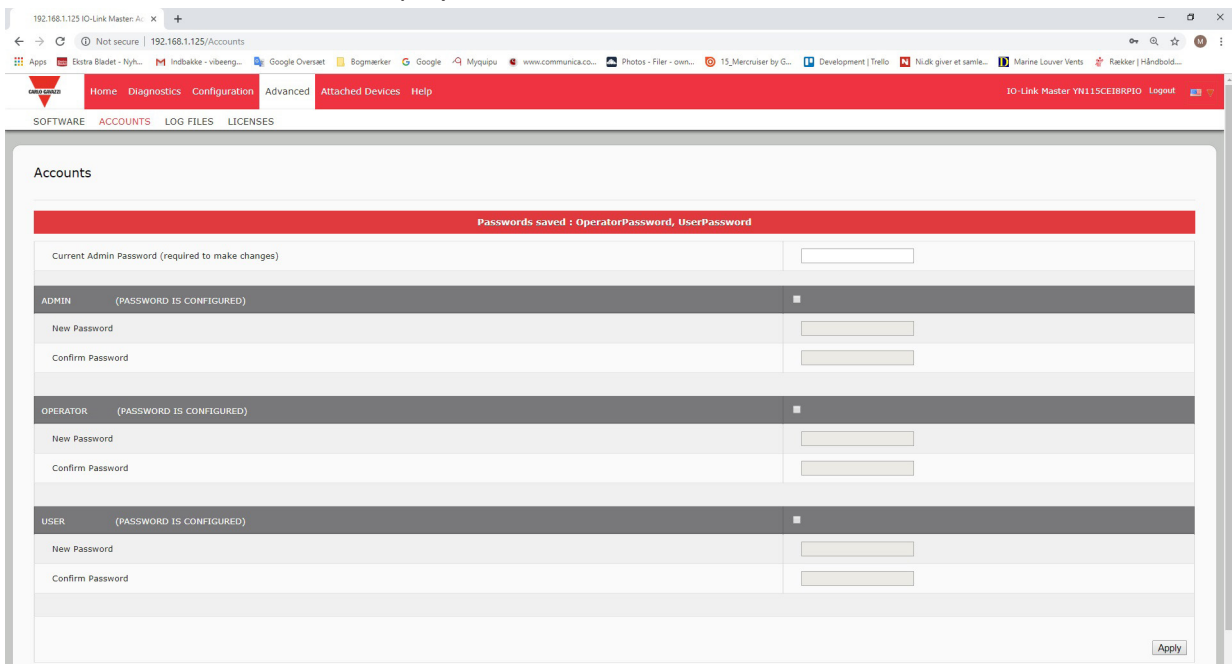 192.168.1.125 IO-Link Master: Ac
Not secure | 192.168.1.125/Accounts
Apps Ekstra Bladet - Nyh... Indbakke - vibeeng... Google Oversæt Bogmærker Google Myquipu www.communica.co... Photos - Filer - own... 15_Mercruiser by G... Development | Trello Ni.dk giver et samle... Marine Louver Vents Rækker | Håndbold....
CARLO GAVAZZI Home Diagnostics Configuration Advanced Attached Devices Help IO-Link Master YN115CEI8RPIO Logout
SOFTWARE ACCOUNTS LOG FILES LICENSES
Accounts
Passwords saved : OperatorPassword, UserPassword
Current Admin Password (required to make changes)
ADMIN (PASSWORD IS CONFIGURED)
New Password
Confirm Password
OPERATOR (PASSWORD IS CONFIGURED)
New Password
Confirm Password
USER (PASSWORD IS CONFIGURED)
New Password
Confirm Password
Apply